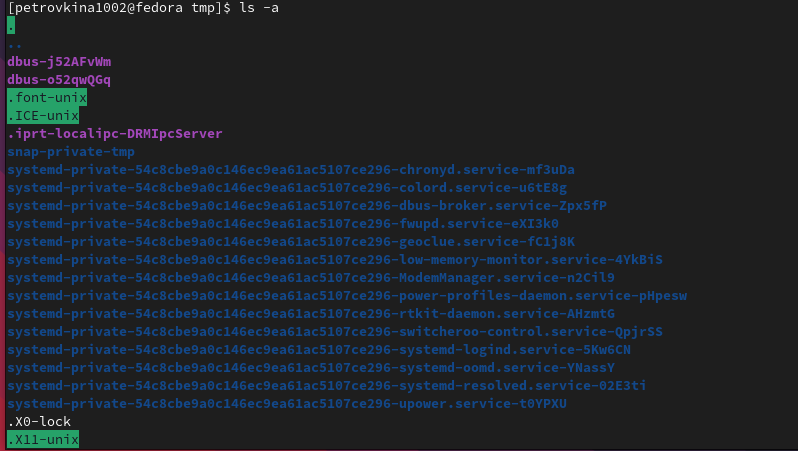 [petrovkina1002@fedora tmp]$ ls -a
.
..
dbus-j52AFvWm
dbus-o52qwQGq
.font-unix
.ICE-unix
.iprt-localipc-DRMIpcServer
snap-private-tmp
systemd-private-54c8cbe9a0c146ec9ea61ac5107ce296-chronyd.service-mf3uDa
systemd-private-54c8cbe9a0c146ec9ea61ac5107ce296-colord.service-u6tE8g
systemd-private-54c8cbe9a0c146ec9ea61ac5107ce296-dbus-broker.service-Zpx5fP
systemd-private-54c8cbe9a0c146ec9ea61ac5107ce296-fwupd.service-eXI3k0
systemd-private-54c8cbe9a0c146ec9ea61ac5107ce296-geoclue.service-fC1j8K
systemd-private-54c8cbe9a0c146ec9ea61ac5107ce296-low-memory-monitor.service-4YkBiS
systemd-private-54c8cbe9a0c146ec9ea61ac5107ce296-ModemManager.service-n2Cil9
systemd-private-54c8cbe9a0c146ec9ea61ac5107ce296-power-profiles-daemon.service-pHpesw
systemd-private-54c8cbe9a0c146ec9ea61ac5107ce296-rtkit-daemon.service-AHzmtG
systemd-private-54c8cbe9a0c146ec9ea61ac5107ce296-switcheroo-control.service-QpjrSS
systemd-private-54c8cbe9a0c146ec9ea61ac5107ce296-systemd-logind.service-5Kw6CN
systemd-private-54c8cbe9a0c146ec9ea61ac5107ce296-systemd-oomd.service-YNassY
systemd-private-54c8cbe9a0c146ec9ea61ac5107ce296-systemd-resolved.service-02E3ti
systemd-private-54c8cbe9a0c146ec9ea61ac5107ce296-upower.service-t0YPXU
.X0-lock
.X11-unix